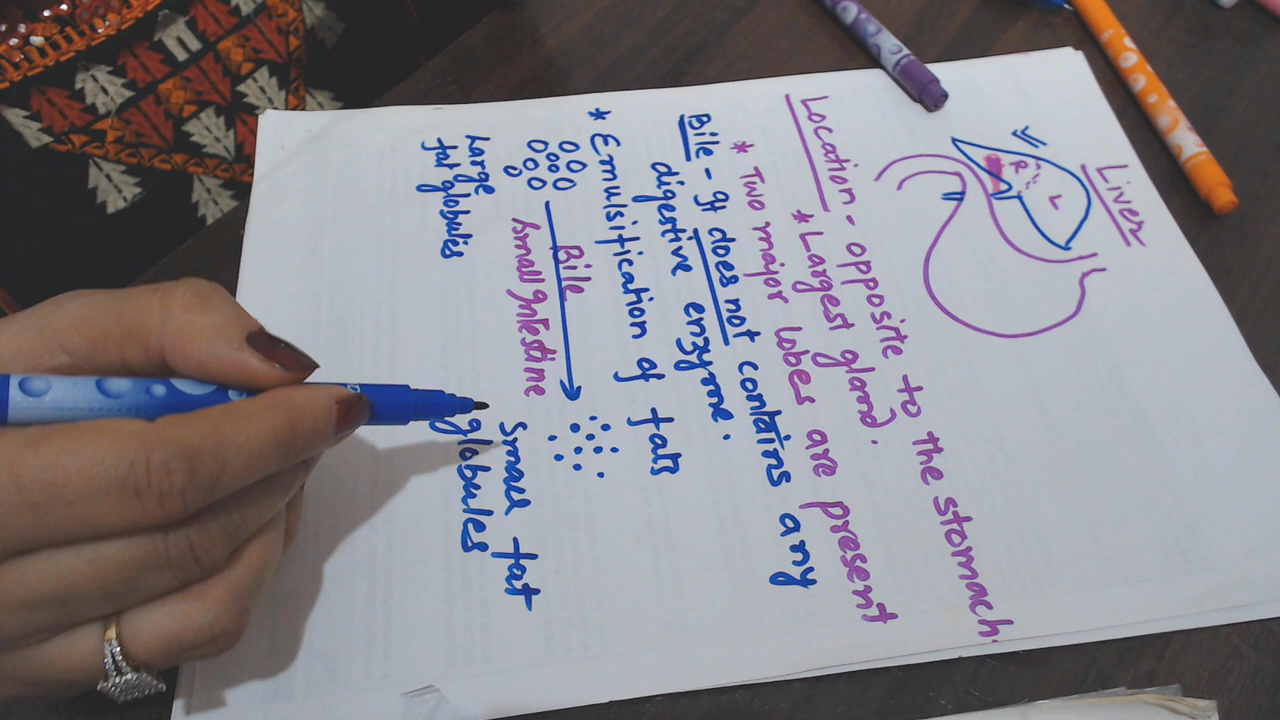 Liver
R
L
Location - opposite to the stomach.
* Largest gland.
* Two major lobes are present
Bile - It does not contains any
digestive enzyme.
* Emulsification of fats
Bile
Small Intestine
Large
fat globules
Small fat
globules